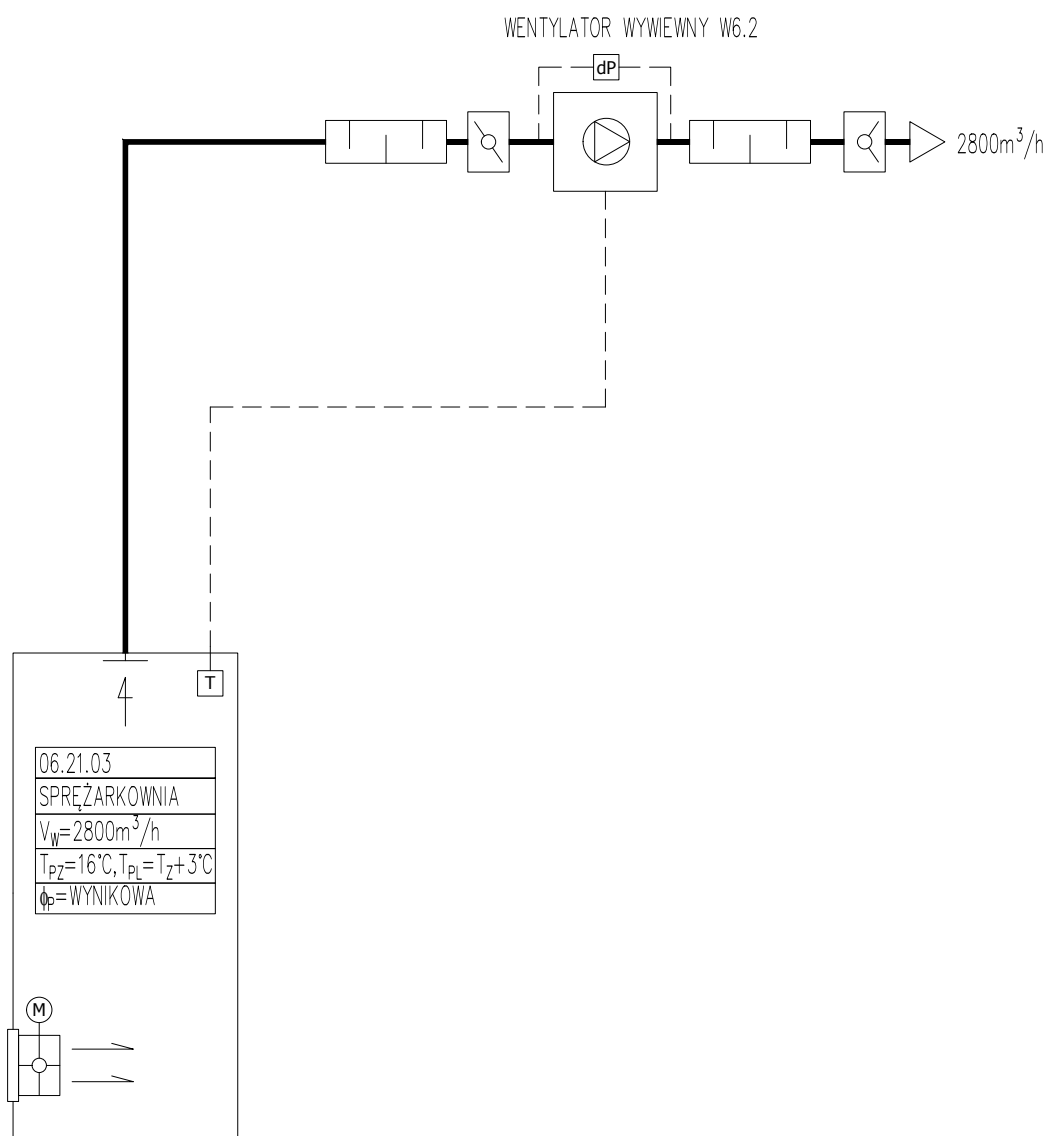 WENTYLATOR WYWIEWNY W6.2
dP
2800m³/h
T
06.21.03
SPRĘŻARKOWNIA
V_W=2800m³/h
T_PZ=16°C,T_PL=T_Z+3°C
ϕ_P=WYNIKOWA
M